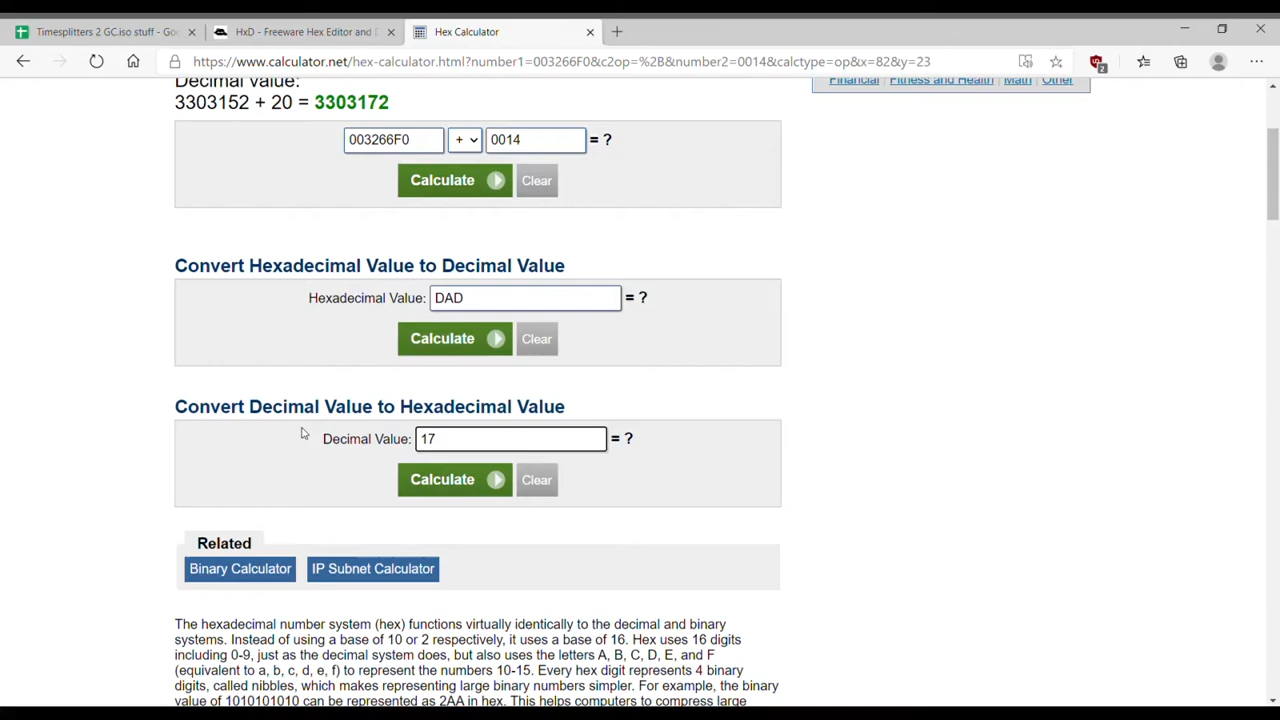 Timesplitters 2 GC.iso stuff - Goo
HxD - Freeware Hex Editor and D
Hex Calculator
https://www.calculator.net/hex-calculator.html?number1=003266F0&c2op=%2B&number2=0014&calctype=op&x=82&y=23
2
Decimal value:
3303152 + 20 = 3303172
Financial Fitness and Health Math Other
003266F0 + 0014 = ?
Calculate Clear
Convert Hexadecimal Value to Decimal Value
Hexadecimal Value: DAD = ?
Calculate Clear
Convert Decimal Value to Hexadecimal Value
Decimal Value: 17 = ?
Calculate Clear
Related
Binary Calculator IP Subnet Calculator
The hexadecimal number system (hex) functions virtually identically to the decimal and binary
systems. Instead of using a base of 10 or 2 respectively, it uses a base of 16. Hex uses 16 digits
including 0-9, just as the decimal system does, but also uses the letters A, B, C, D, E, and F
(equivalent to a, b, c, d, e, f) to represent the numbers 10-15. Every hex digit represents 4 binary
digits, called nibbles, which makes representing large binary numbers simpler. For example, the binary
value of 1010101010 can be represented as 2AA in hex. This helps computers to compress large